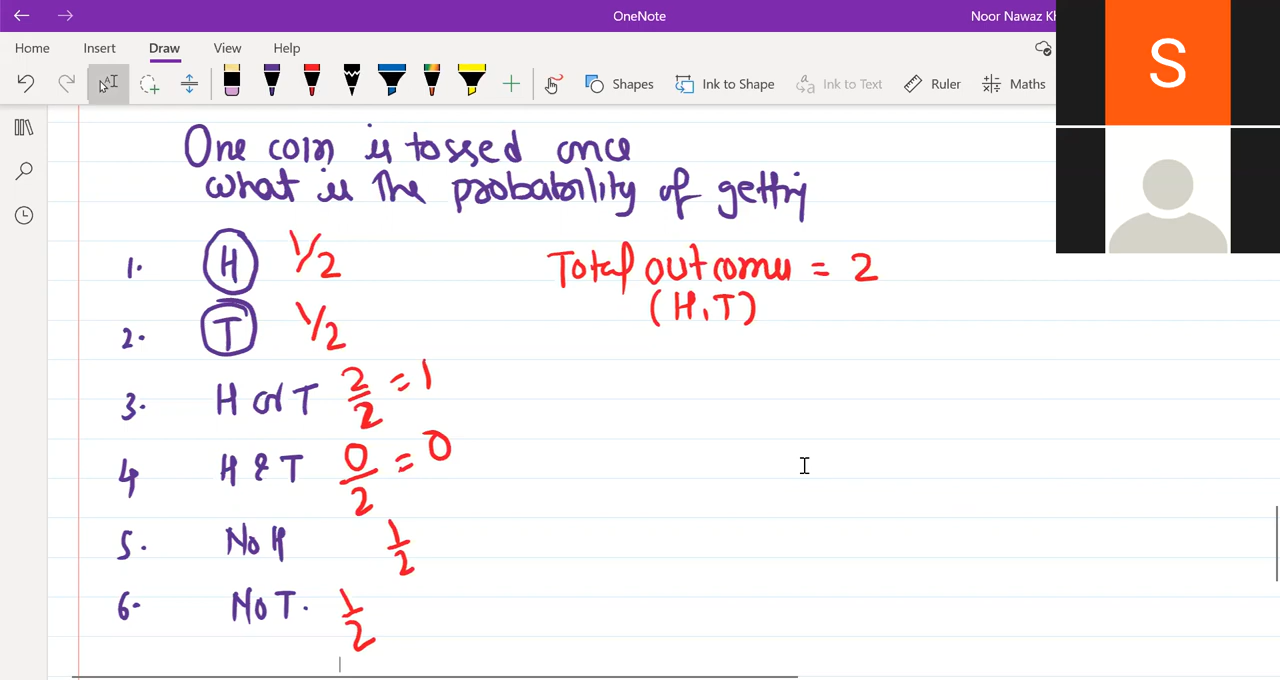 OneNote
Noor Nawaz Kh
Home Insert Draw View Help
Shapes Ink to Shape Ink to Text Ruler Maths
S
One coin is tossed once
what is the probability of getting
1. H 1/2
Total outcomes = 2
(H, T)
2. T 1/2
3. H or T 2/2 = 1
4. H & T 0/2 = 0
5. No H 1/2
6. No T. 1/2